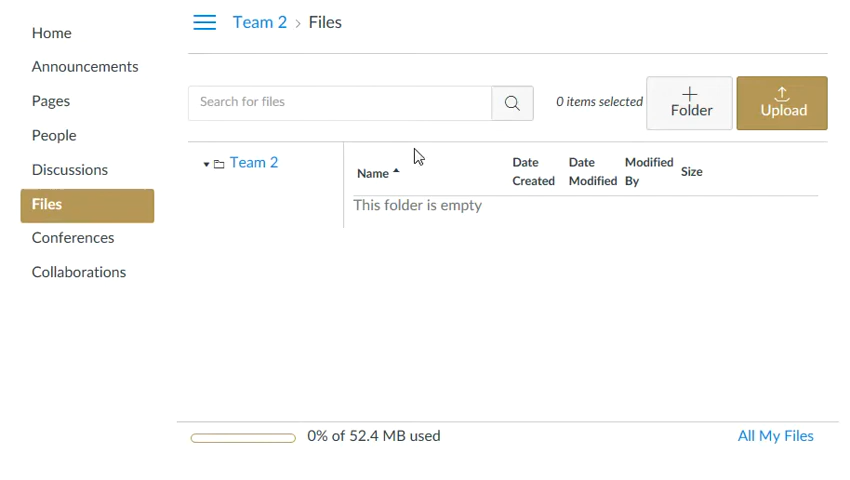 Home
Announcements
Pages
People
Discussions
Files
Conferences
Collaborations
Team 2 > Files
Search for files
0 items selected
Folder
Upload
Team 2
Name
Date Created
Date Modified
Modified By
Size
This folder is empty
0% of 52.4 MB used
All My Files